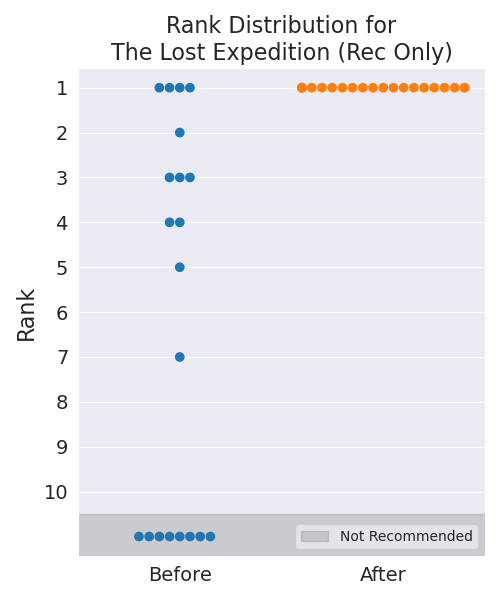 Rank Distribution for
The Lost Expedition (Rec Only)
Rank
1
2
3
4
5
6
7
8
9
10
Not Recommended
Before
After